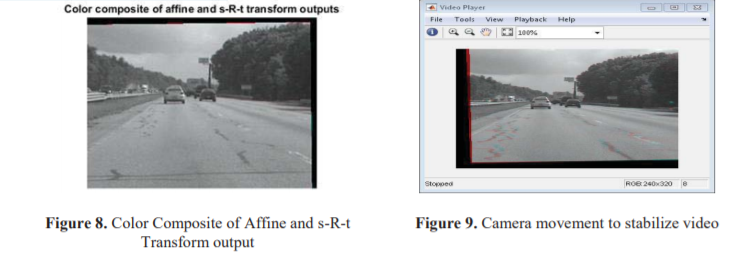 Color composite of affine and s-R-t transform outputs
Video Player
File Tools View Playback Help
100%
Stopped
RGB:240x320
Figure 8. Color Composite of Affine and s-R-t
Transform output
Figure 9. Camera movement to stabilize video